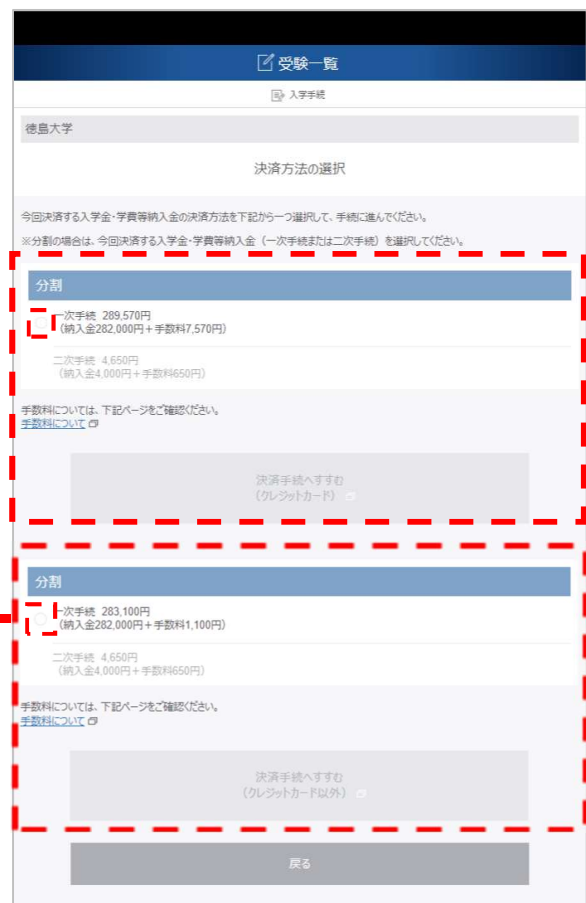 受験一覧
入学手続
徳島大学
決済方法の選択
今回決済する入学金・学費等納入金の決済方法を下記から一つ選択して、手続に進んでください。
※分割の場合は、今回決済する入学金・学費等納入金（一次手続または二次手続）を選択してください。
分割
一次手続 289,570円
（納入金282,000円＋手数料7,570円）
二次手続 4,650円
（納入金4,000円＋手数料650円）
手数料については、下記ページをご確認ください。
手数料について
決済手続へすすむ
（クレジットカード）
分割
一次手続 283,100円
（納入金282,000円＋手数料1,100円）
二次手続 4,650円
（納入金4,000円＋手数料650円）
手数料については、下記ページをご確認ください。
手数料について
決済手続へすすむ
（クレジットカード以外）
戻る